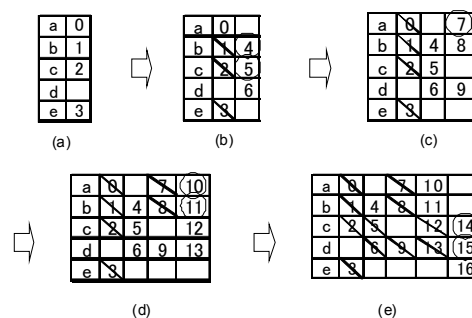 a 0
b 1
c 2
d
e 3
(a)
a 0
b 1 4
c 2 5
d 6
e 3
(b)
a 0 7
b 1 4 8
c 2 5
d 6 9
e 3
(c)
a 0 7 10
b 1 4 8 11
c 2 5 12
d 6 9 13
e 3
(d)
a 0 7 10
b 1 4 8 11
c 2 5 12 14
d 6 9 13 15
e 3 16
(e)